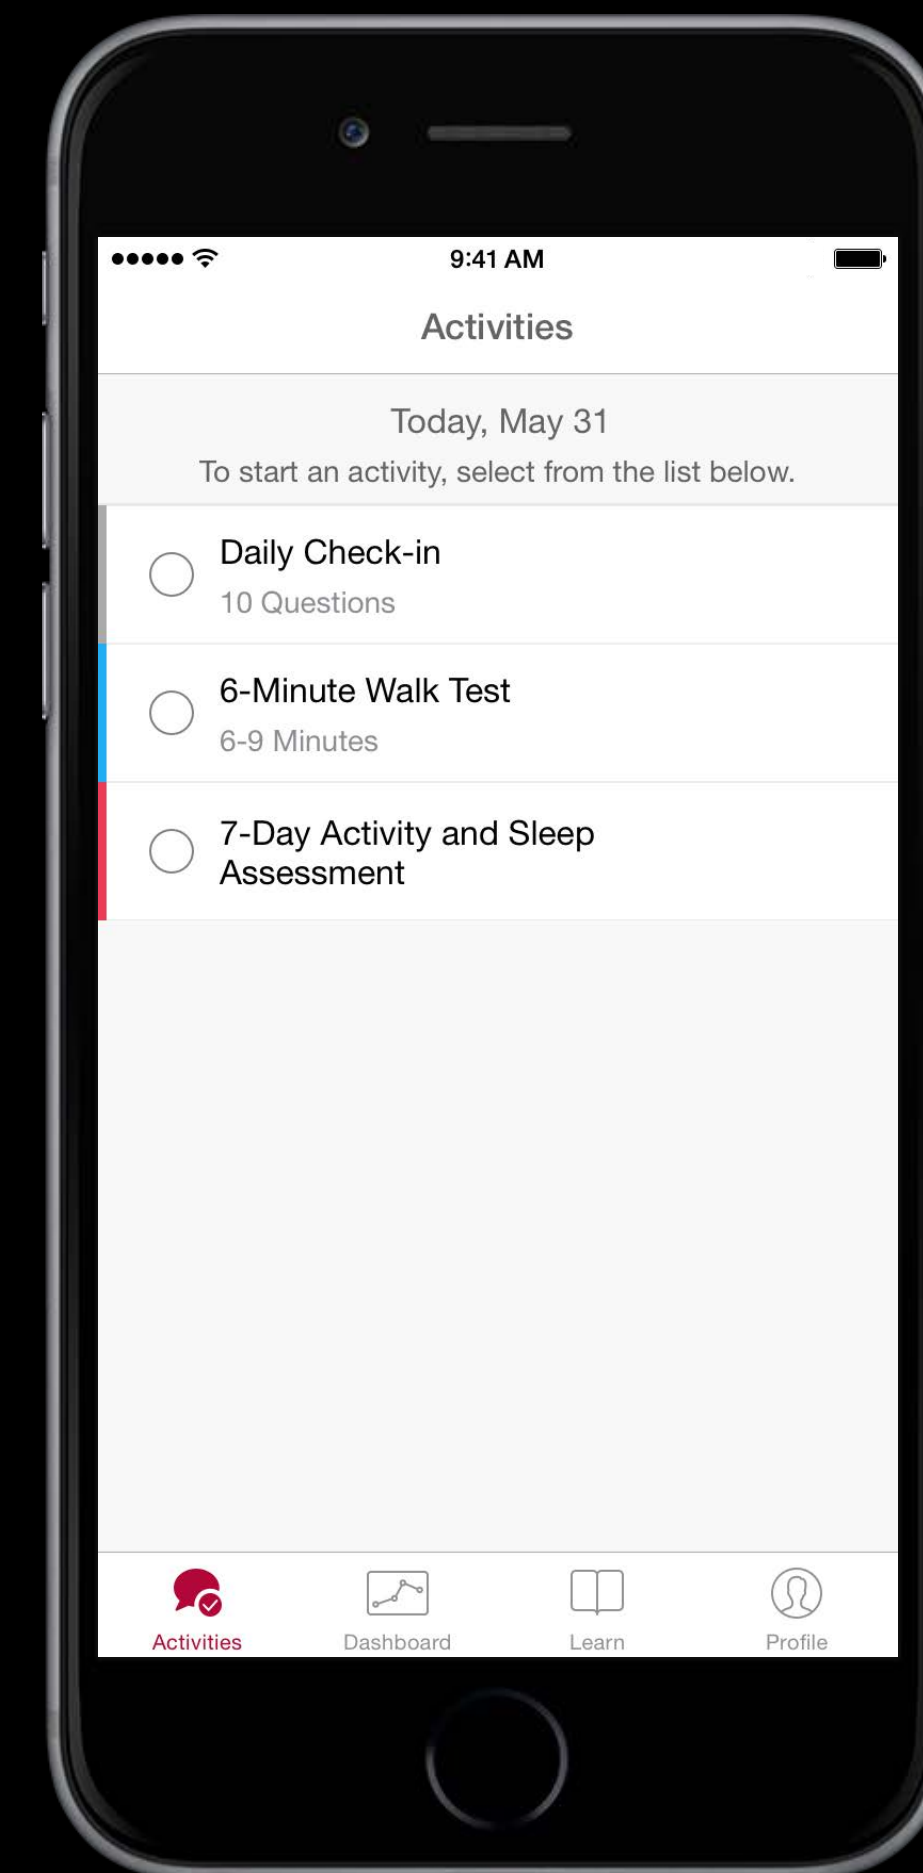 9:41 AM
Activities
Today, May 31
To start an activity, select from the list below.
Daily Check-in
10 Questions
6-Minute Walk Test
6-9 Minutes
7-Day Activity and Sleep
Assessment
Activities
Dashboard
Learn
Profile